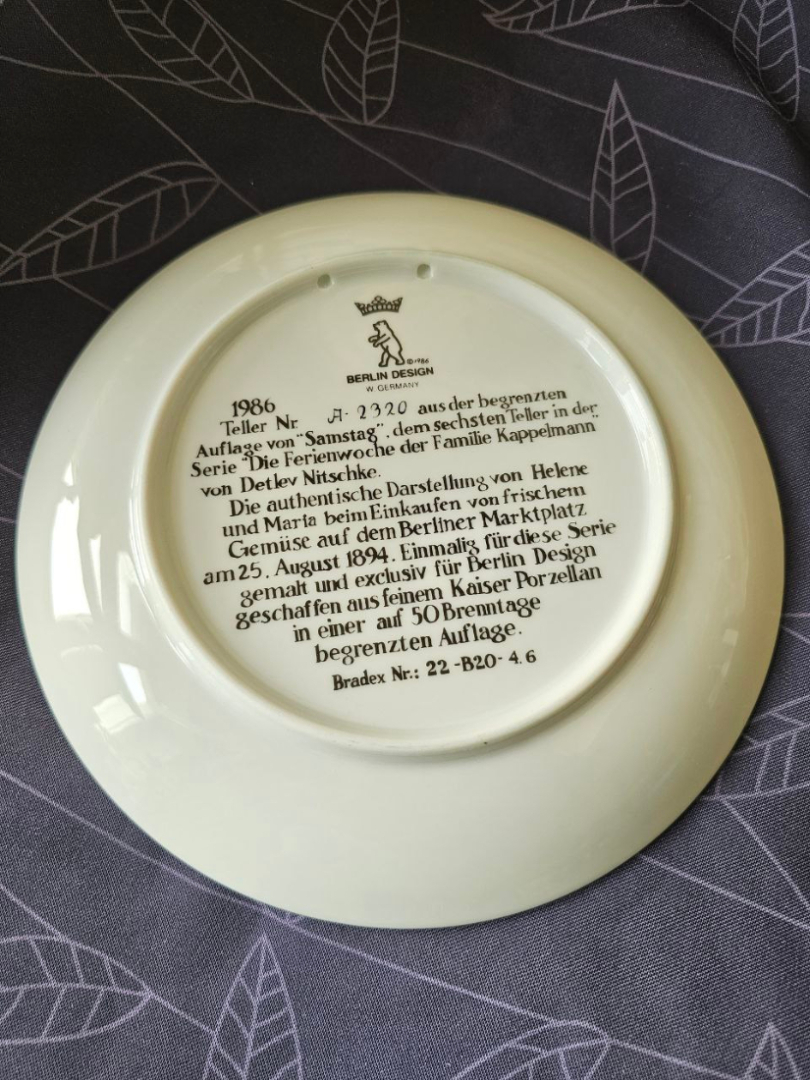 ©1986
BERLIN DESIGN
W. GERMANY
1986
Teller Nr. A-2320 aus der begrenzten
Auflage von "Samstag", dem sechsten Teller in der
Serie "Die Ferienwoche der Familie Kappelmann"
von Detlev Nitschke.
Die authentische Darstellung von Helene
und Maria beim Einkaufen von frischem
Gemüse auf dem Berliner Marktplatz
am 25. August 1894. Einmalig für diese Serie
gemalt und exclusiv für Berlin Design
geschaffen aus feinem Kaiser Porzellan
in einer auf 50 Brenntage
begrenzten Auflage.
Bradex Nr.: 22-B20-4.6